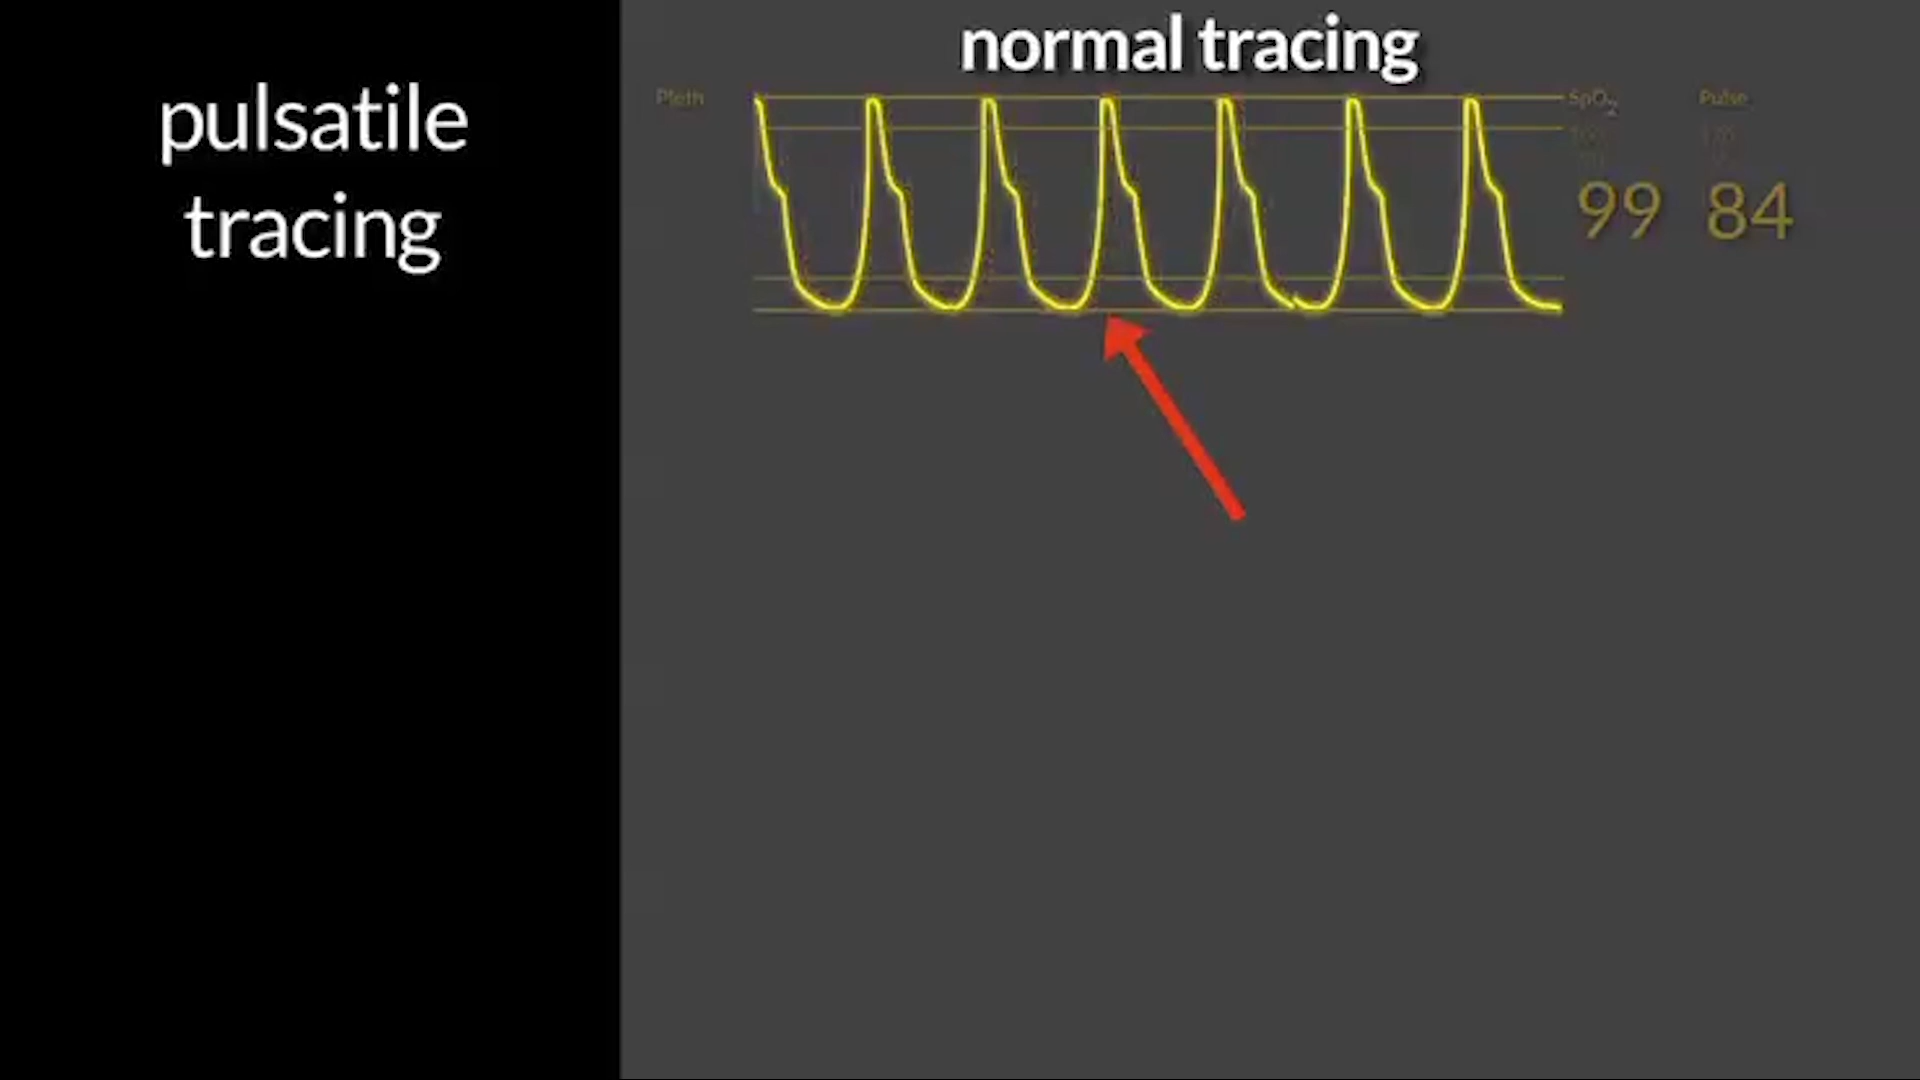 pulsatile
tracing
normal tracing
Pleth
SpO₂
Pulse
99
84